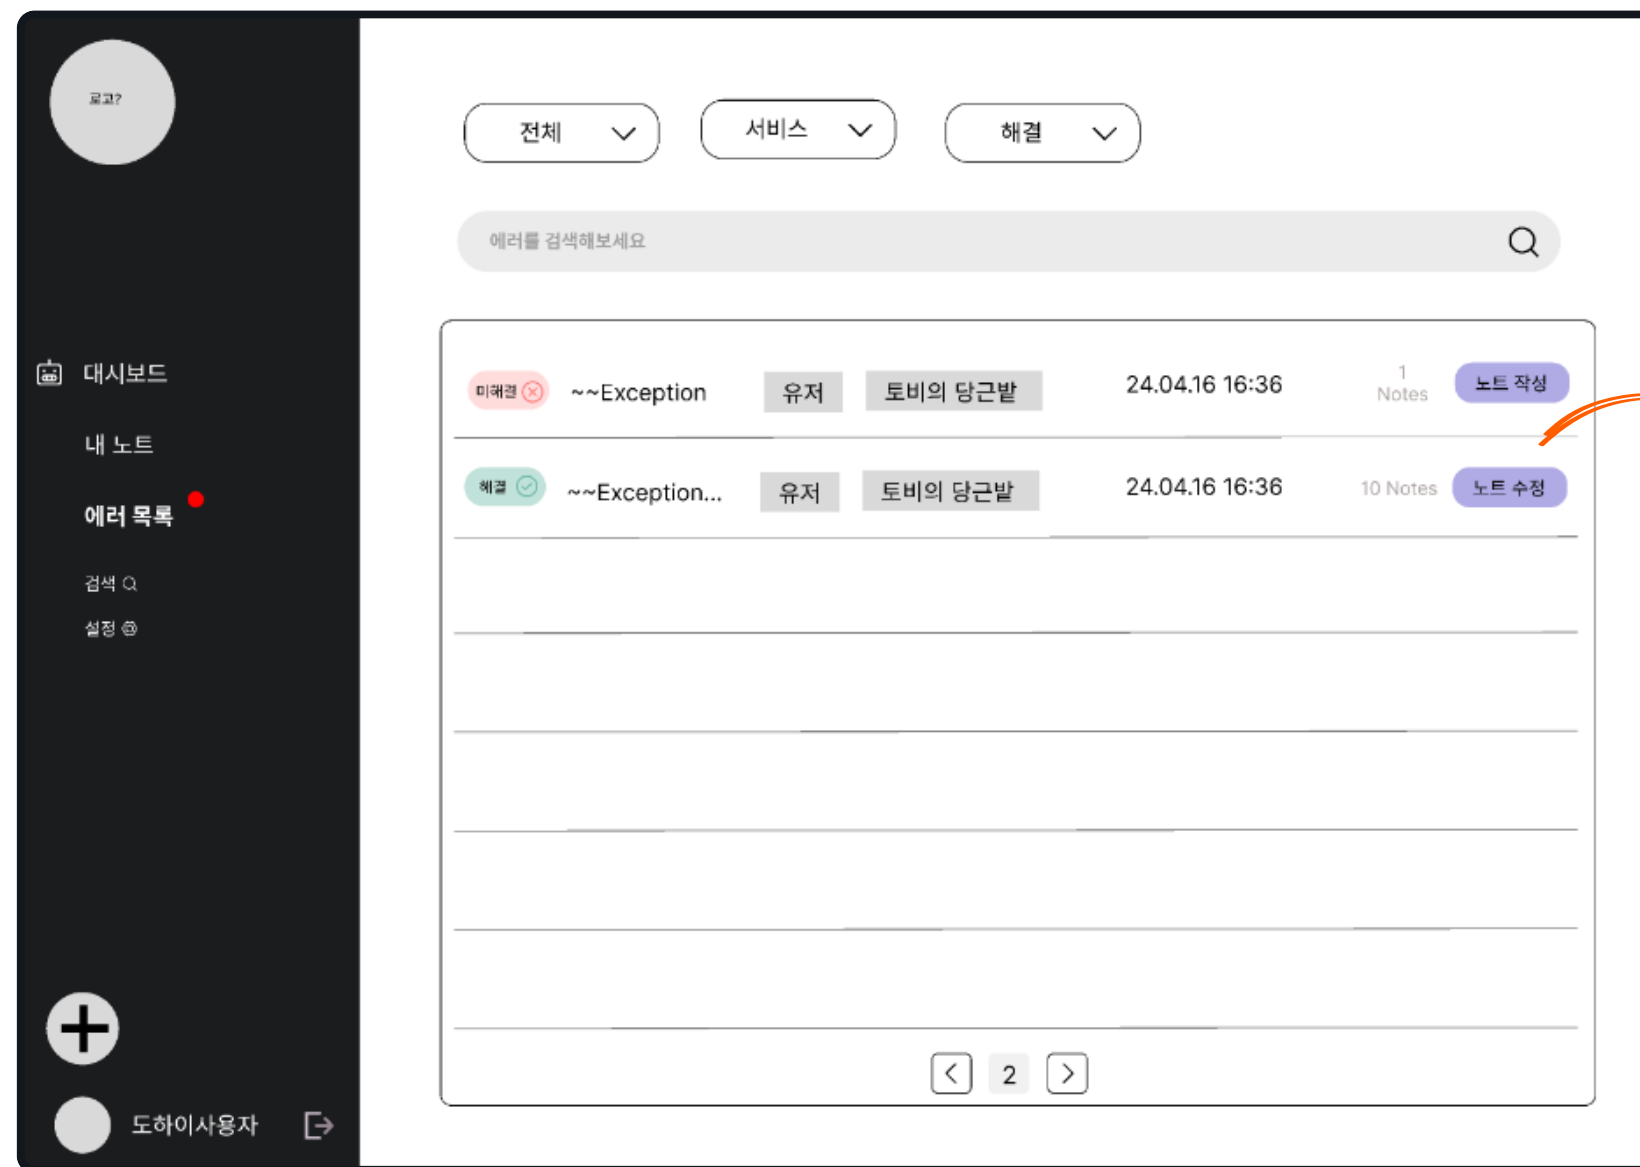 로고?
대시보드
내 노트
에러 목록
검색
설정
도하이사용자
전체
서비스
해결
에러를 검색해보세요
미해결 ~~Exception 유저 토비의 당근밭 24.04.16 16:36 1 Notes 노트 작성
해결 ~~Exception... 유저 토비의 당근밭 24.04.16 16:36 10 Notes 노트 수정
2